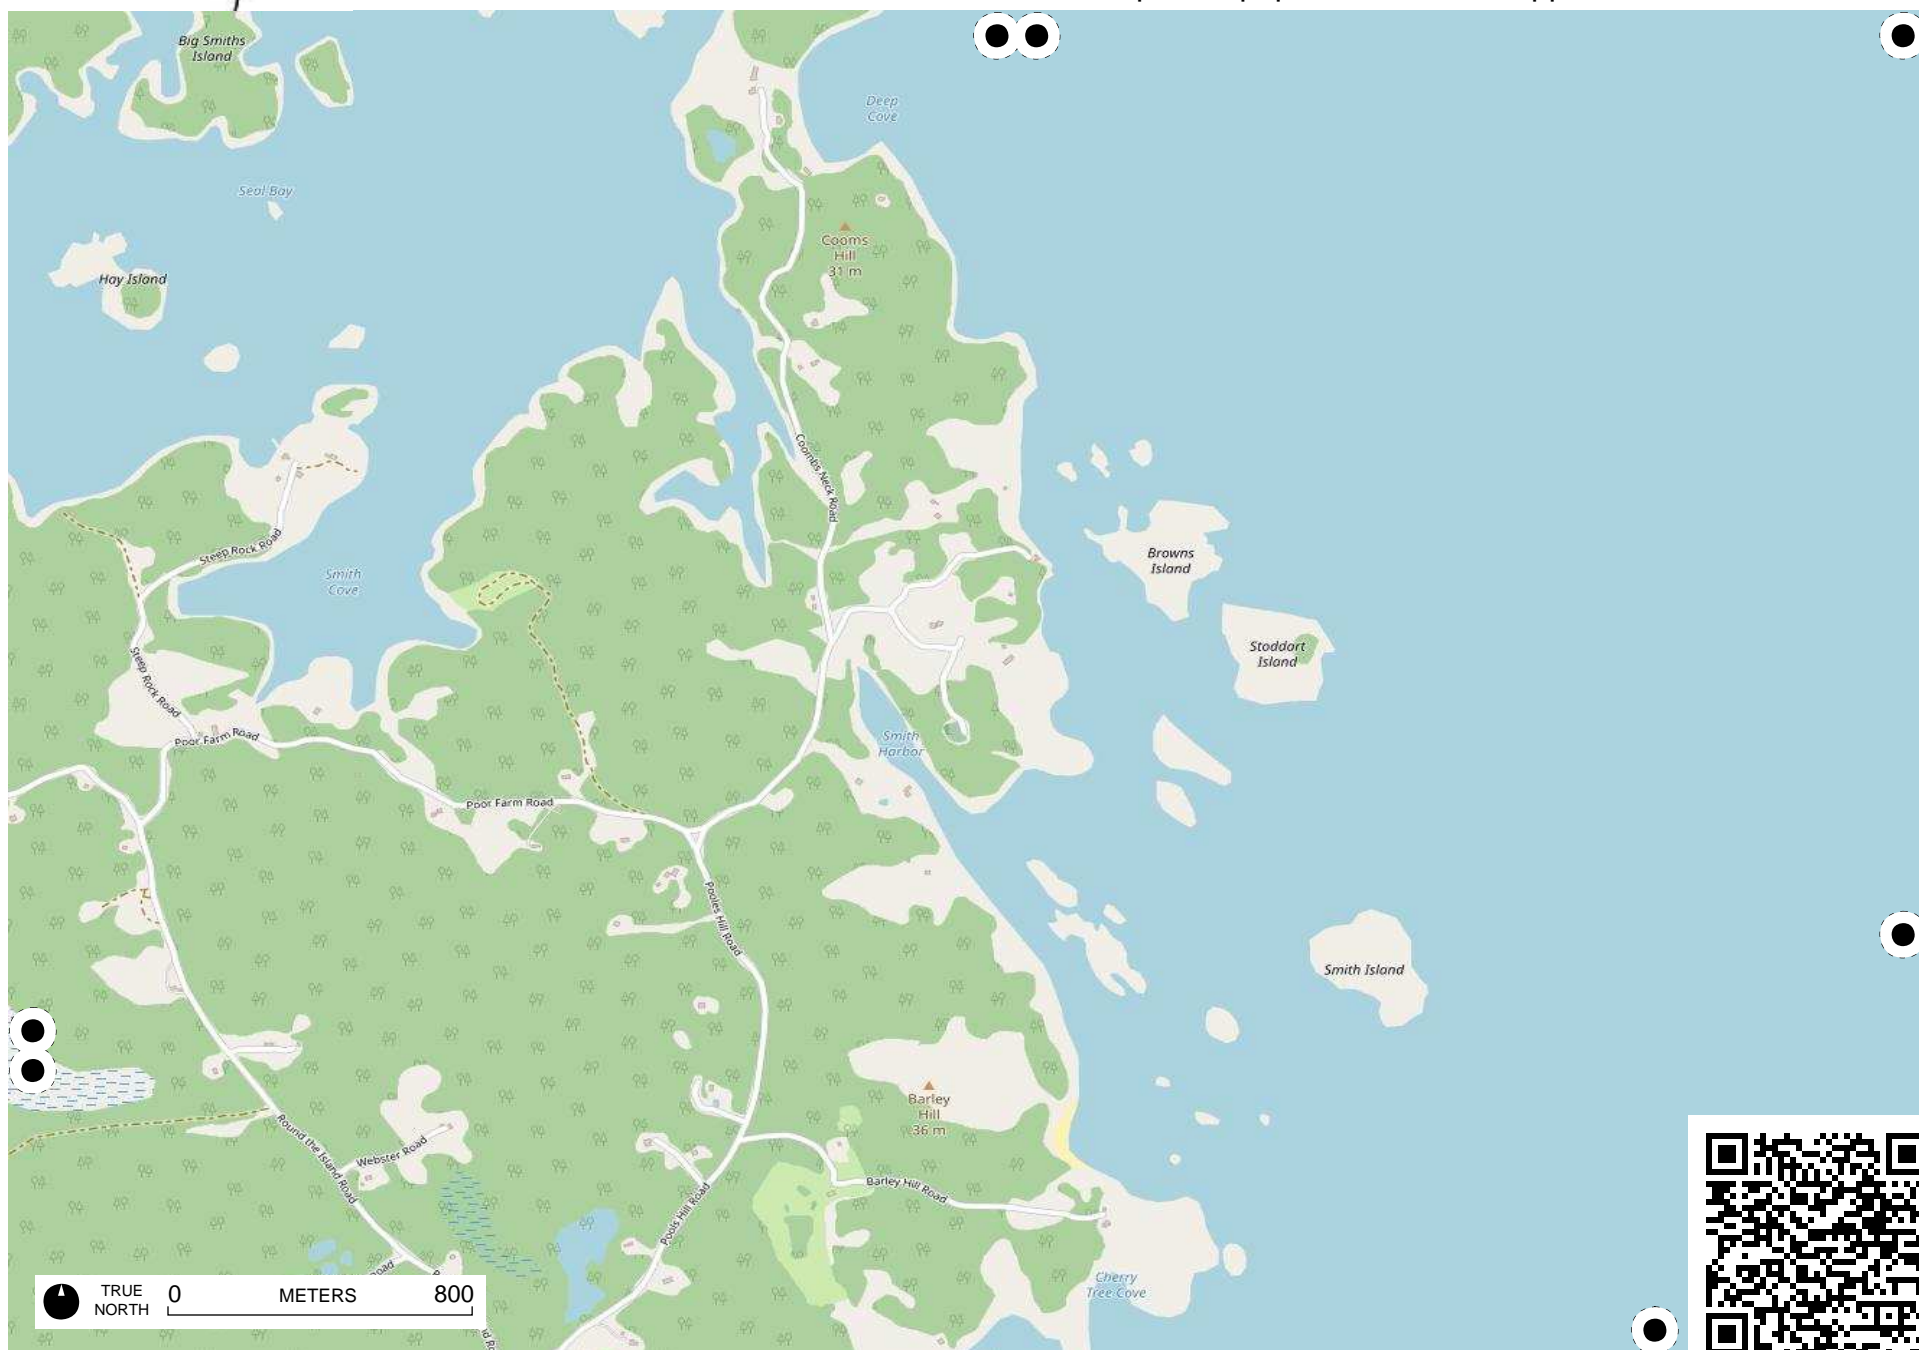 Big Smiths
Island
Deep
Cove
Seal Bay
Cooms
Hill
31 m
Hay Island
Coombs Neck Road
Steep Rock Road
Browns
Island
Smith
Cove
Stoddart
Island
Steep Rock Road
Poor Farm Road
Smith
Harbor
Poor Farm Road
Pooles Hill Road
Smith Island
Barley
Hill
36 m
Round the Island Road
Webster Road
Barley Hill Road
Pools Hill Road
Cherry
Tree Cove
oad
TRUE
NORTH
0 METERS 800